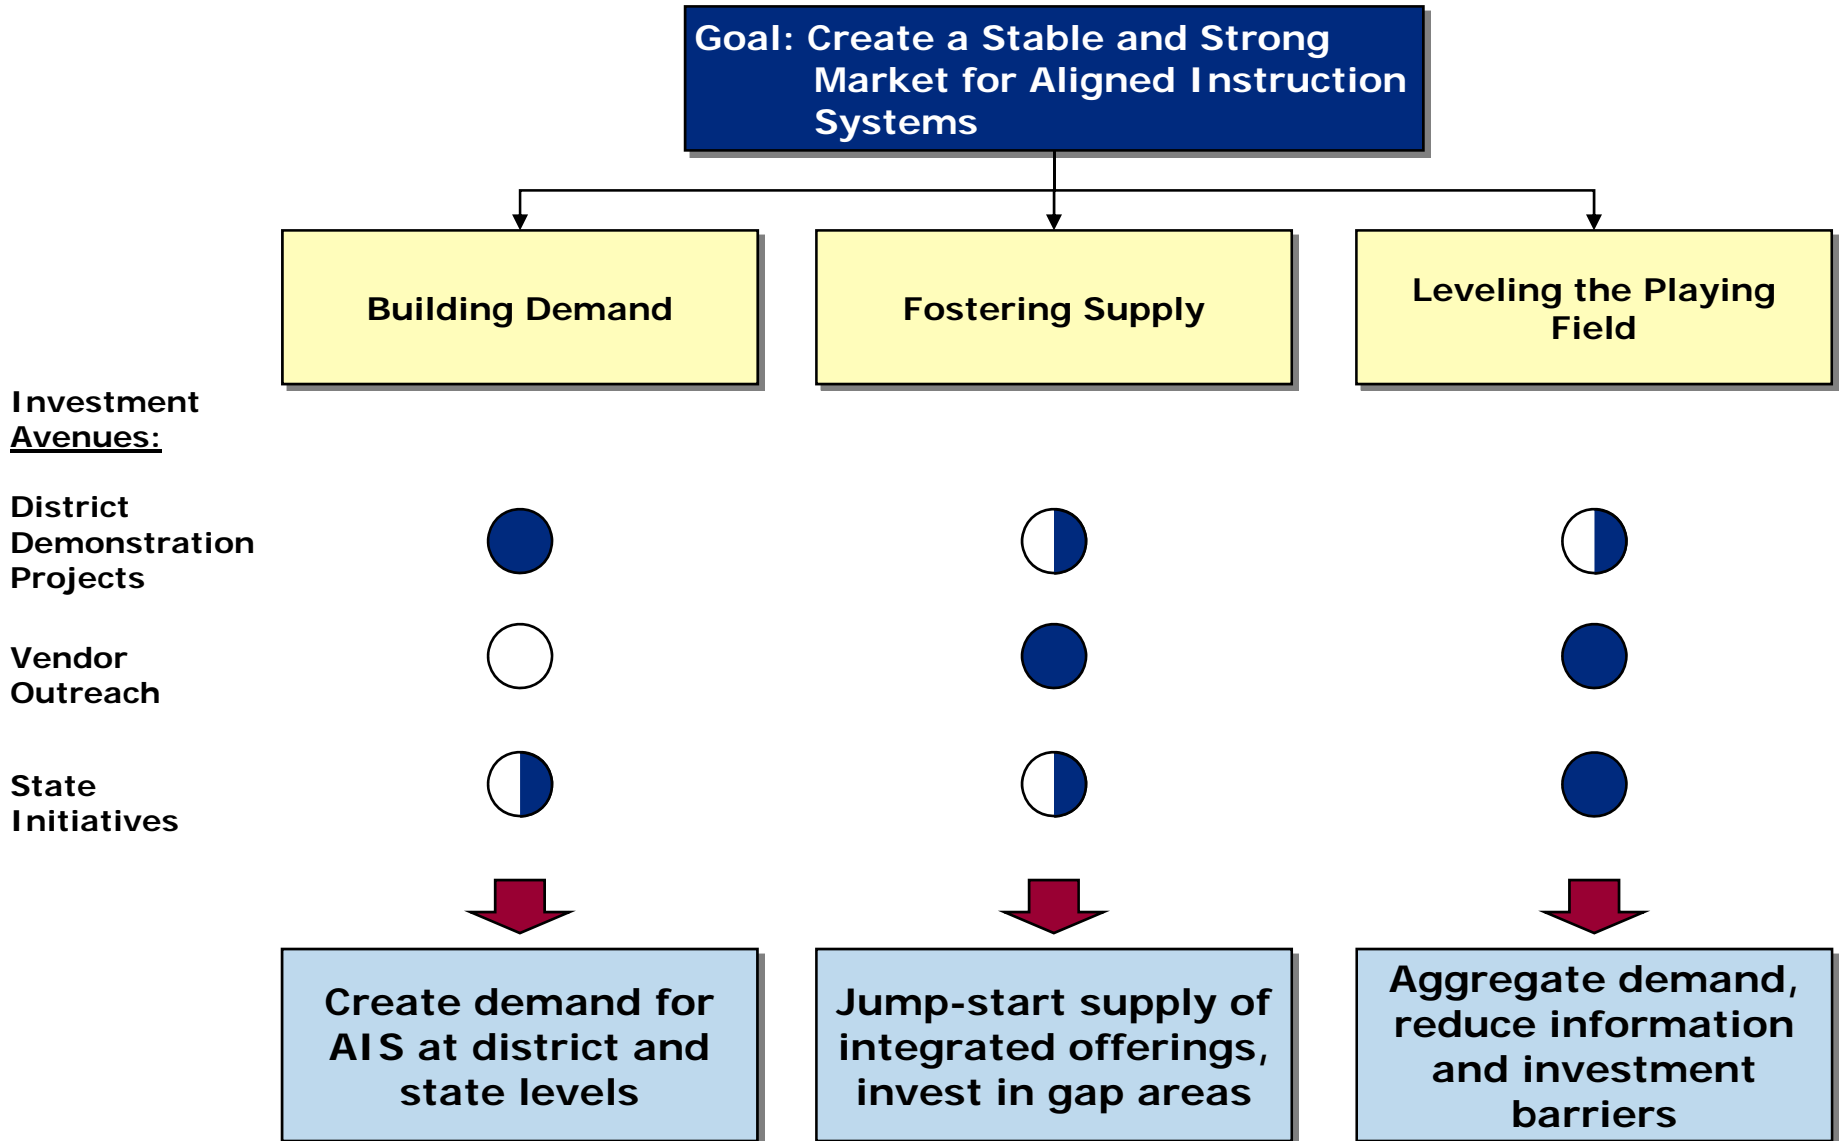 Goal: Create a Stable and Strong
Market for Aligned Instruction
Systems
Building Demand
Fostering Supply
Leveling the Playing
Field
Investment
Avenues:
District
Demonstration
Projects
Vendor
Outreach
State
Initiatives
Create demand for
AIS at district and
state levels
Jump-start supply of
integrated offerings,
invest in gap areas
Aggregate demand,
reduce information
and investment
barriers